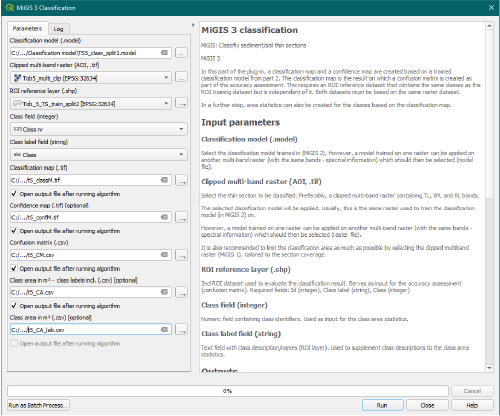 MiGIS 3 Classification
Parameters
Log
Classification model (.model)
C:/.../Classification model\TS5_class_split1.model
Clipped multi-band raster (AOI, .tif)
Tob5_multi_clip [EPSG:32634]
ROI reference layer (.shp)
Tob_5_TS_train_split2 [EPSG:32634]
Class field (integer)
123 Class nr
Class label field (string)
abc Class
Classification map (.tif)
C:/.../tS_classM.tif
Open output file after running algorithm
Confidence map (.tif) [optional]
C:/.../tS_confM.tif
Open output file after running algorithm
Confusion matrix (.csv)
C:/.../tS_CM.csv
Open output file after running algorithm
Class area in m² - class labels incl. (.csv) [optional]
C:/.../tS_CA.csv
Open output file after running algorithm
Class area in m² (.csv) [optional]
C:/.../tS_CA_lab.csv
Open output file after running algorithm
MiGIS 3 classification
MiGIS: Classify sediment/soil thin sections
MiGIS 3
In this part of the plug-in, a classification map and a confidence map are created based on a trained
classification model from part 2. The classification map is the result on which a confusion matrix is created as
part of the accuracy assessment. This requires an ROI reference dataset that contains the same classes as the
ROI training dataset but is independent of it. Both datasets must be based on the same raster dataset.
In a further step, area statistics can also be created for the classes based on the classification map.
Input parameters
Classification model (.model)
Select the classification model trained in (MiGIS 2). However, a model trained on one raster can be applied on
another multi-band raster (with the same bands - spectral information) which should then be selected (model
file).
Clipped multi-band raster (AOI, .tif)
Select the thin section to be classified. Preferably, a clipped multi-band raster containing TL, XPL and RL bands.
The selected classification model will be applied. Usually, this is the same raster used to train the classification
model (in MiGIS 2) on.
However, a model trained on one raster can be applied on another multi-band raster (with the same bands -
spectral information) which should then be selected (raster file).
It is also recommended to limit the classification area as much as possible by selecting the clipped multiband
raster (MiGIS 1), tailored to the section coverage.
ROI reference layer (.shp)
2nd ROI dataset used to evaluate the classification result. Serves as input for the accuracy assessment
(confusion matrix). Required fields: Id (integer), Class label (string), Class (integer)
Class field (integer)
Numeric field containing class identifiers. Used as input for the class area statistics.
Class label field (string)
Text field with class description/names (ROI layer). Used to supplement class descriptions to the class area
statistics.
Outputs
0%
Cancel
Run as Batch Process...
Run
Close
Help